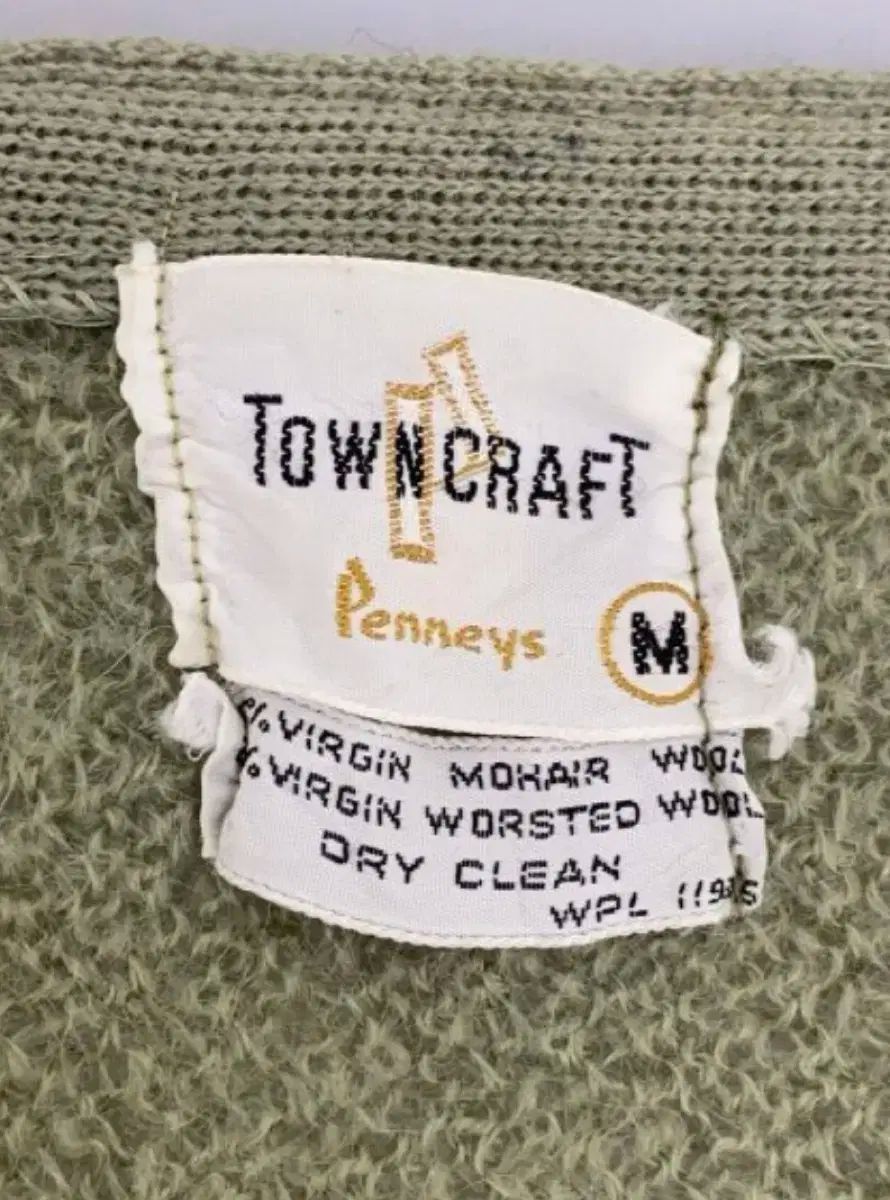 TOWNCRAFT
Penneys
M
% VIRGIN MOHAIR WOOL
% VIRGIN WORSTED WOOL
DRY CLEAN
WPL